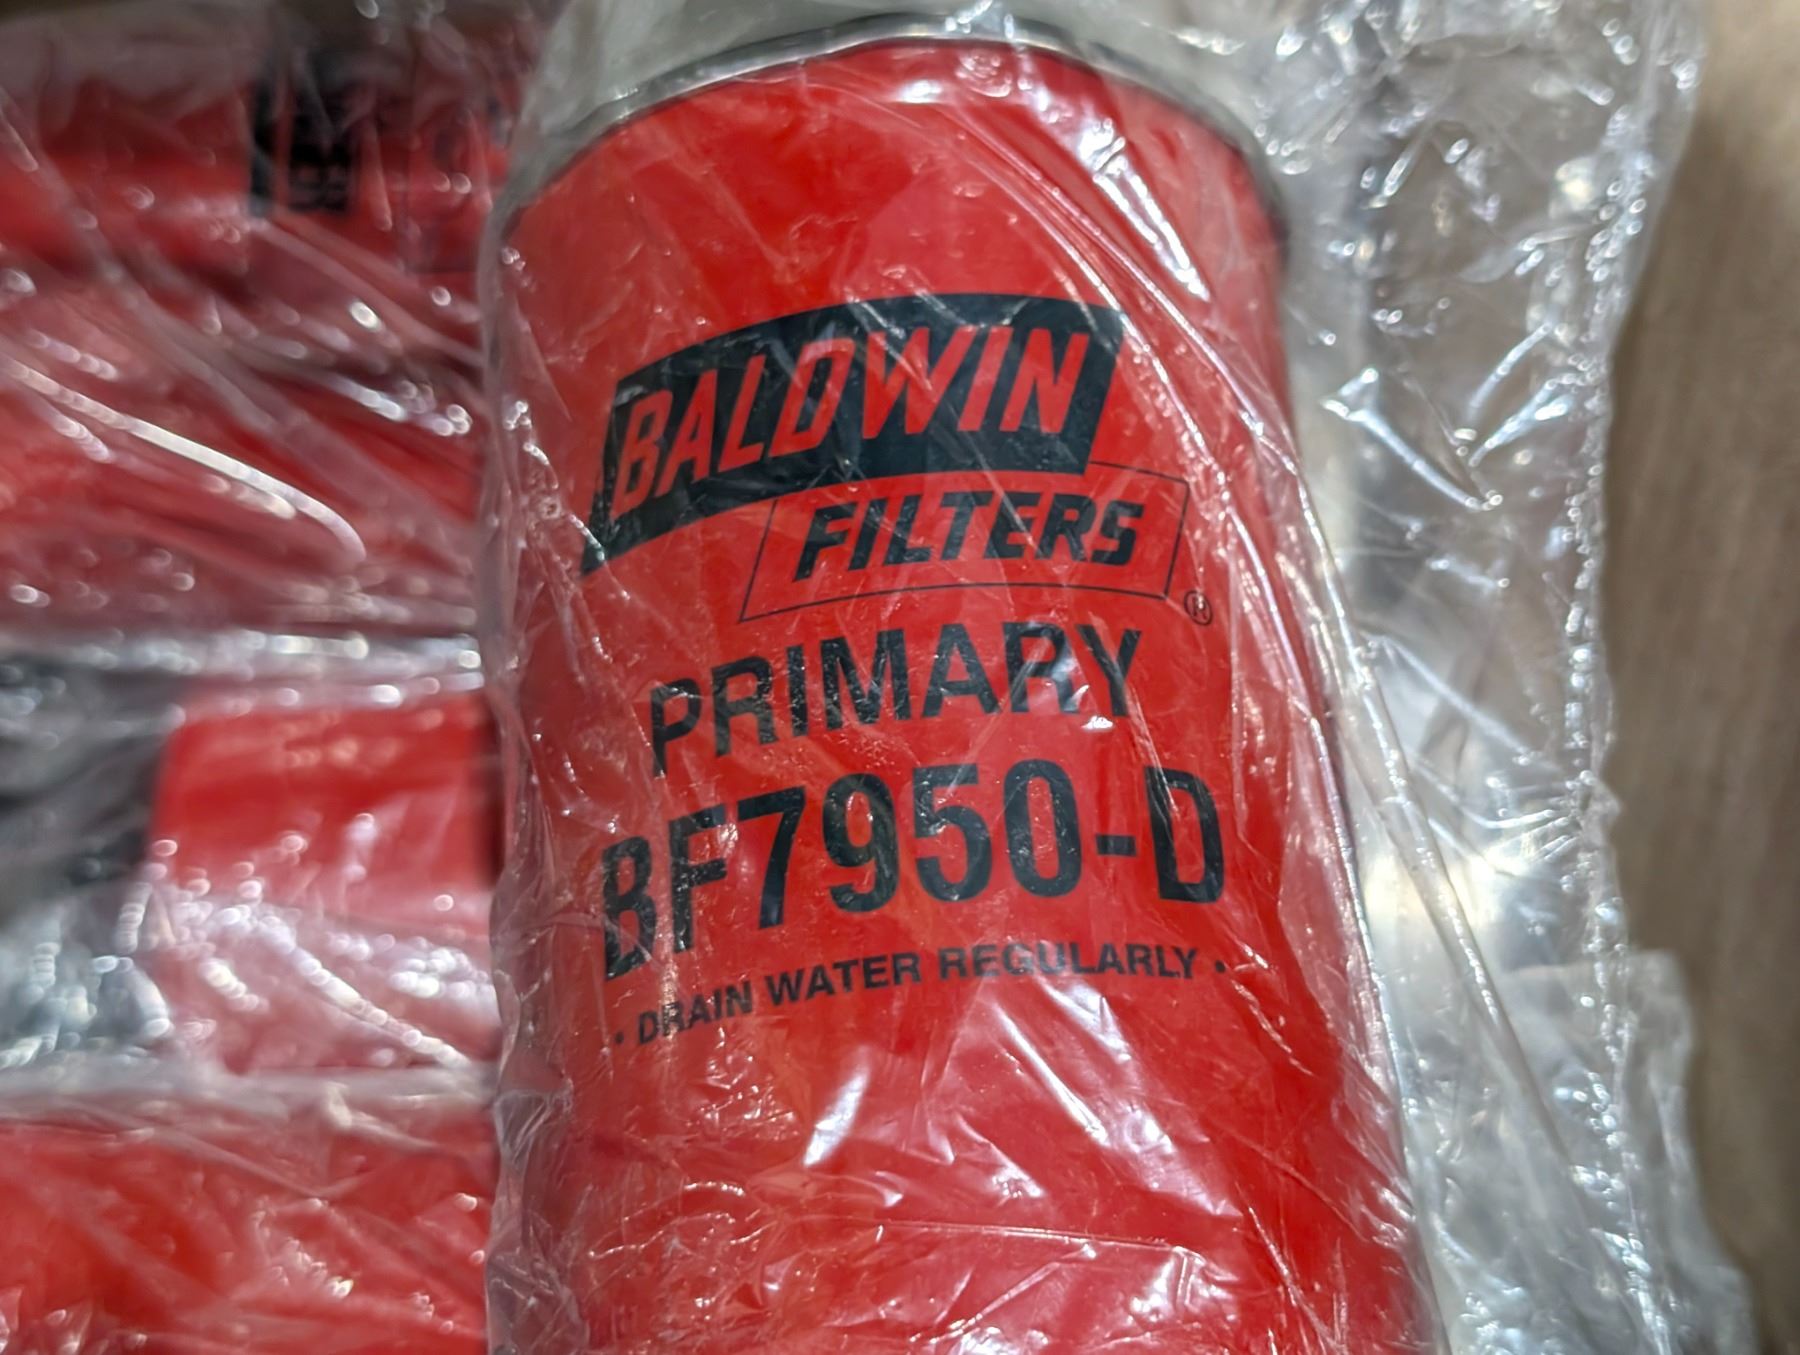 BALDWIN
FILTERS
®
PRIMARY
BF7950-D
• DRAIN WATER REGULARLY •